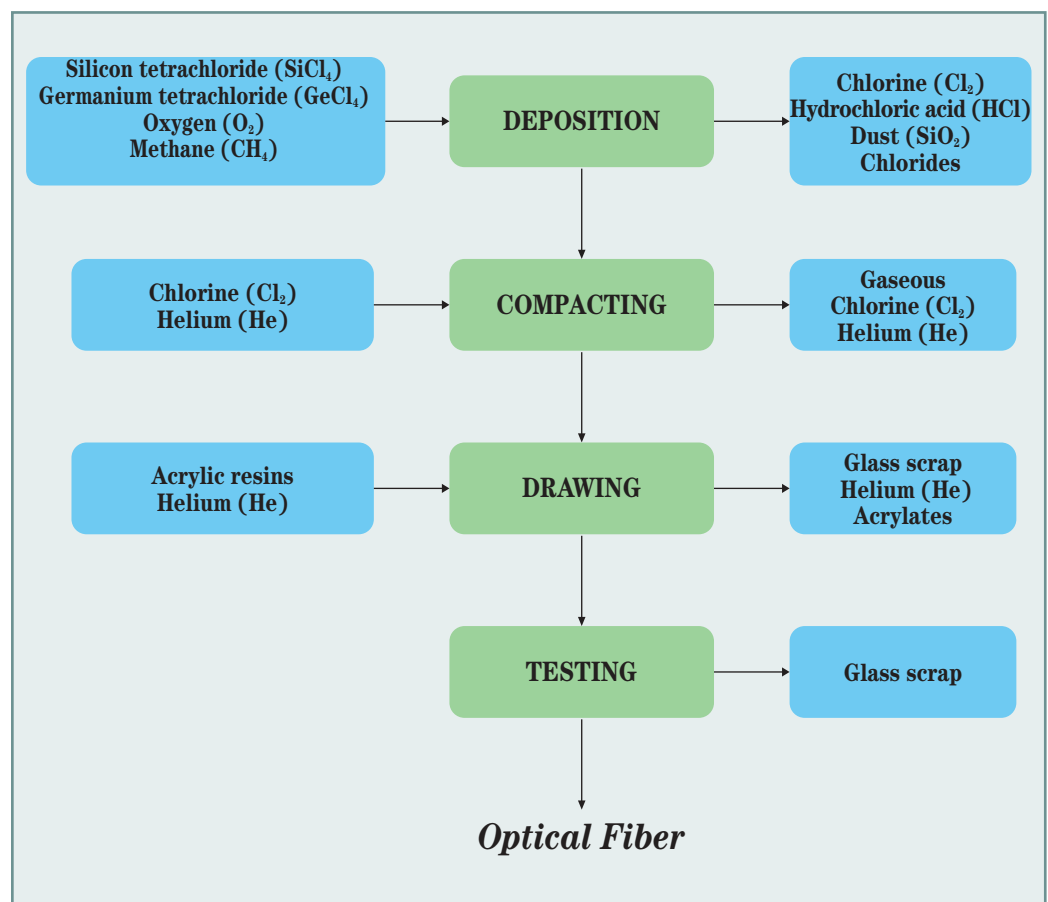 Silicon tetrachloride (SiCl₄)
Germanium tetrachloride (GeCl₄)
Oxygen (O₂)
Methane (CH₄)
DEPOSITION
Chlorine (Cl₂)
Hydrochloric acid (HCl)
Dust (SiO₂)
Chlorides
Chlorine (Cl₂)
Helium (He)
COMPACTING
Gaseous
Chlorine (Cl₂)
Helium (He)
Acrylic resins
Helium (He)
DRAWING
Glass scrap
Helium (He)
Acrylates
TESTING
Glass scrap
Optical Fiber